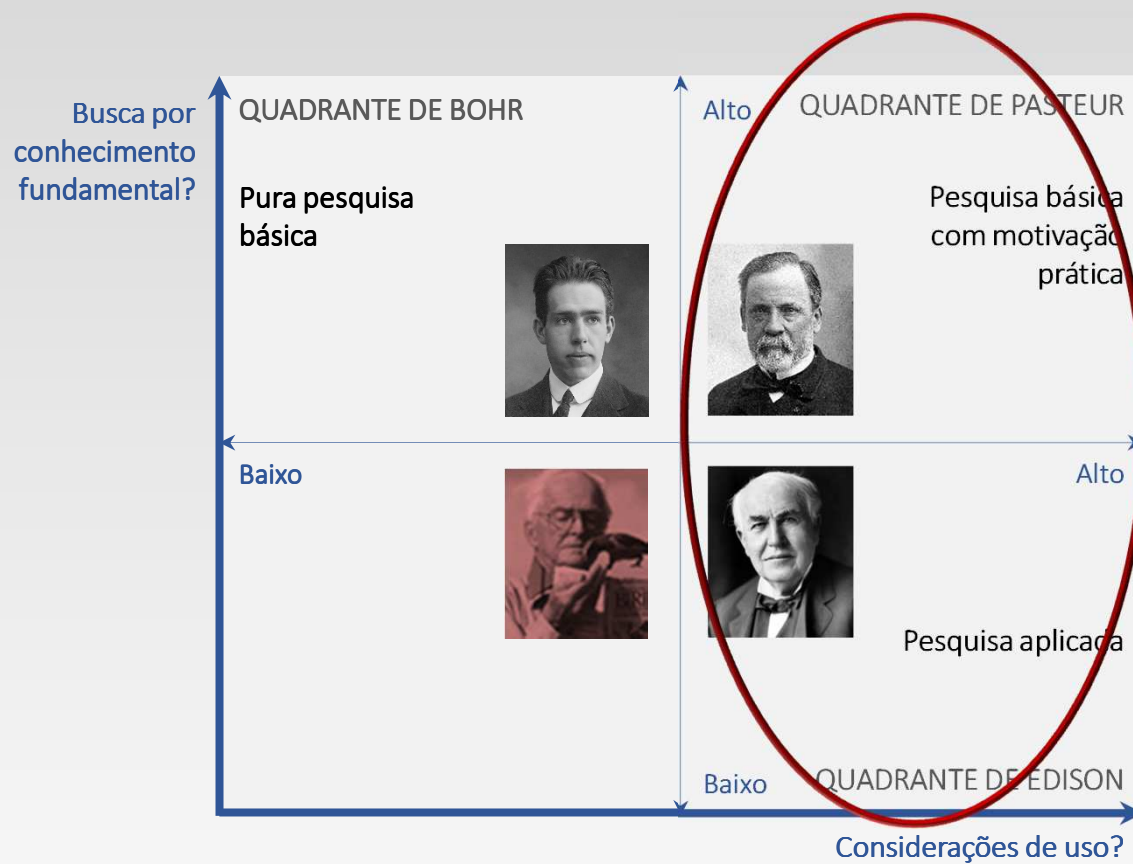 Busca por
conhecimento
fundamental?
QUADRANTE DE BOHR
Pura pesquisa
básica
Alto
QUADRANTE DE PASTEUR
Pesquisa básica
com motivação
prática
Baixo
Alto
Pesquisa aplicada
Baixo
QUADRANTE DE EDISON
Considerações de uso?